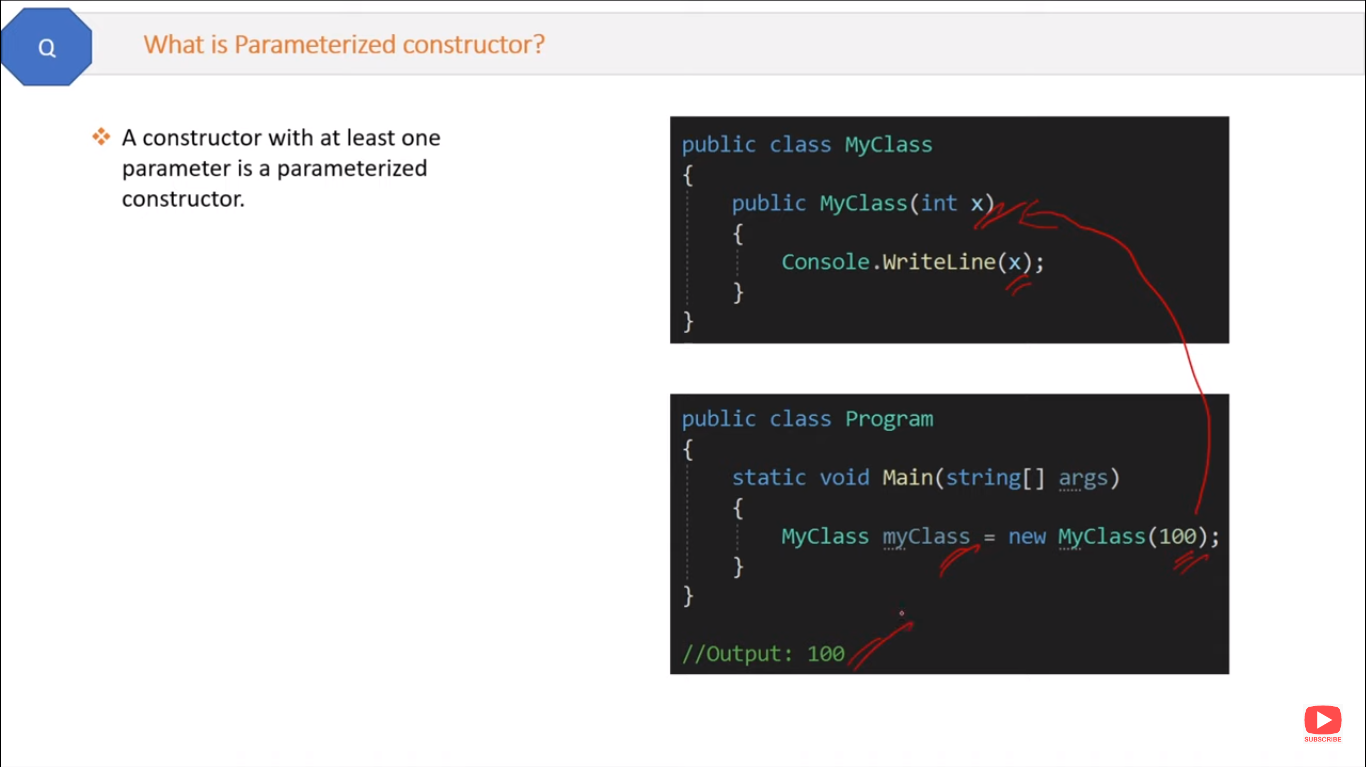 Q
What is Parameterized constructor?
A constructor with at least one
parameter is a parameterized
constructor.
public class MyClass
{
public MyClass(int x)
{
Console.WriteLine(x);
}
}
public class Program
{
static void Main(string[] args)
{
MyClass myClass = new MyClass(100);
}
}
//Output: 100
SUBSCRIBE